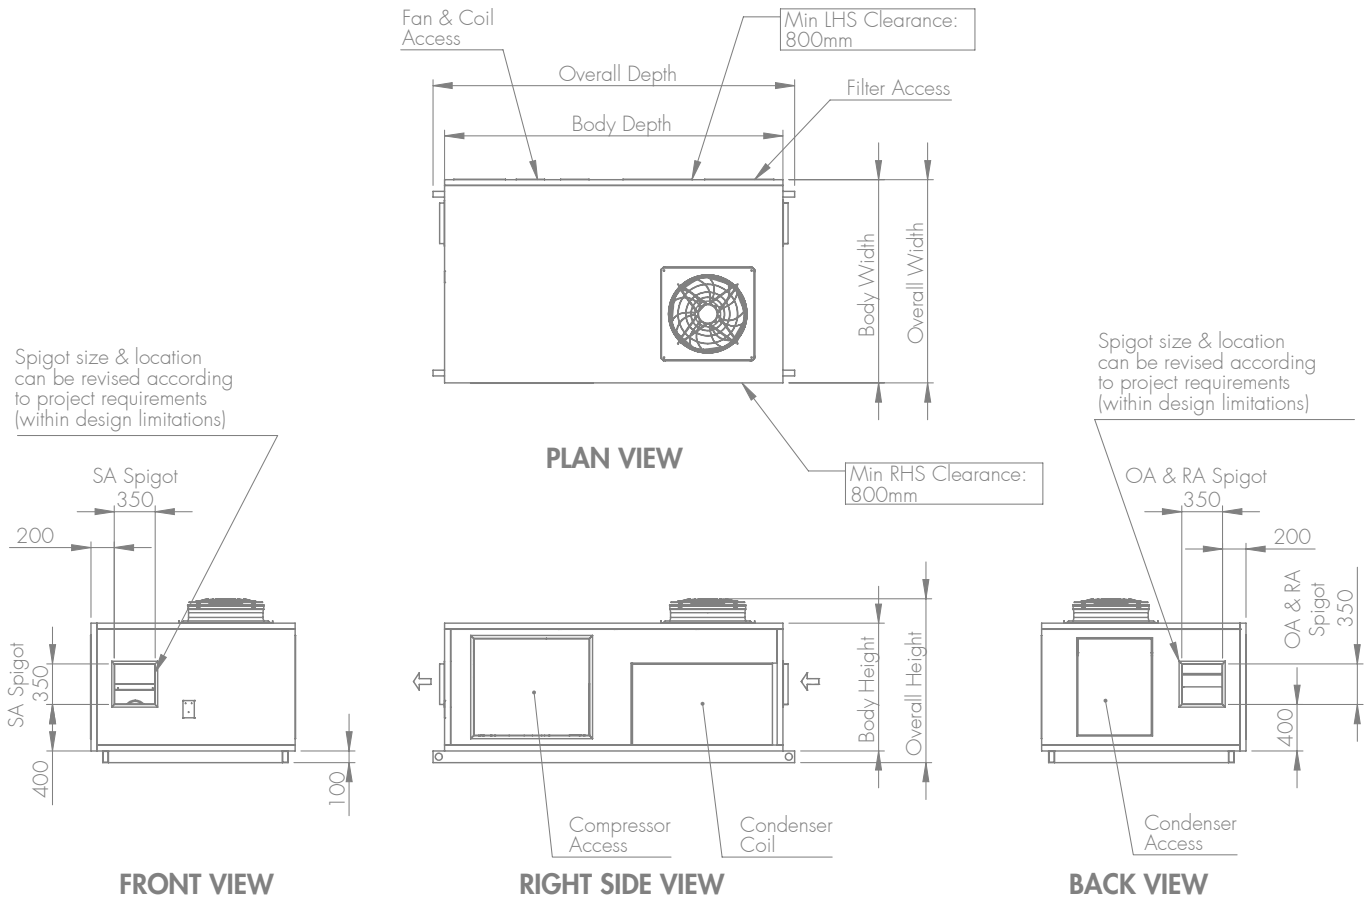 Fan & Coil
Access
Min LHS Clearance:
800mm
Overall Depth
Filter Access
Body Depth
Body Width
Overall Width
PLAN VIEW
Min RHS Clearance:
800mm
Spigot size & location
can be revised according
to project requirements
(within design limitations)
SA Spigot
350
200
SA Spigot
350
400
100
FRONT VIEW
Body Height
Overall Height
Compressor
Access
Condenser
Coil
RIGHT SIDE VIEW
Spigot size & location
can be revised according
to project requirements
(within design limitations)
OA & RA Spigot
350
200
OA & RA
Spigot
350
400
Condenser
Access
BACK VIEW